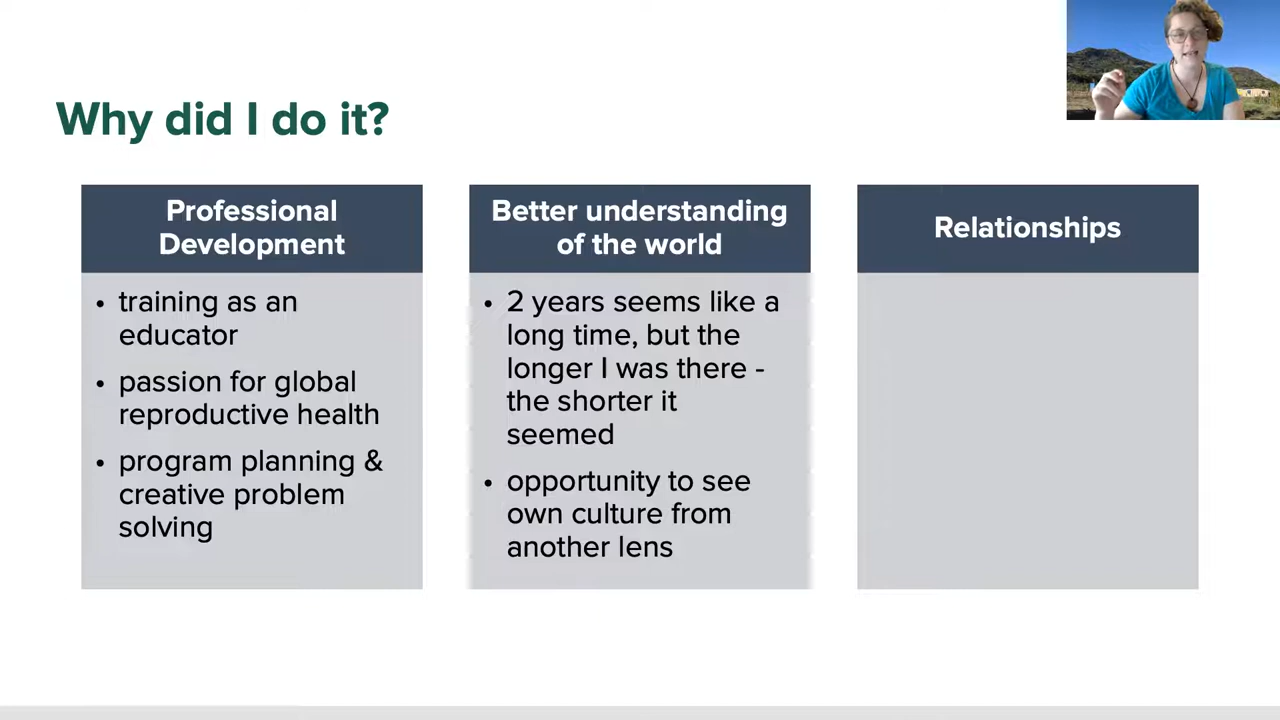 Why did I do it?
Professional
Development
• training as an
educator
• passion for global
reproductive health
• program planning &
creative problem
solving
Better understanding
of the world
• 2 years seems like a
long time, but the
longer I was there -
the shorter it
seemed
• opportunity to see
own culture from
another lens
Relationships